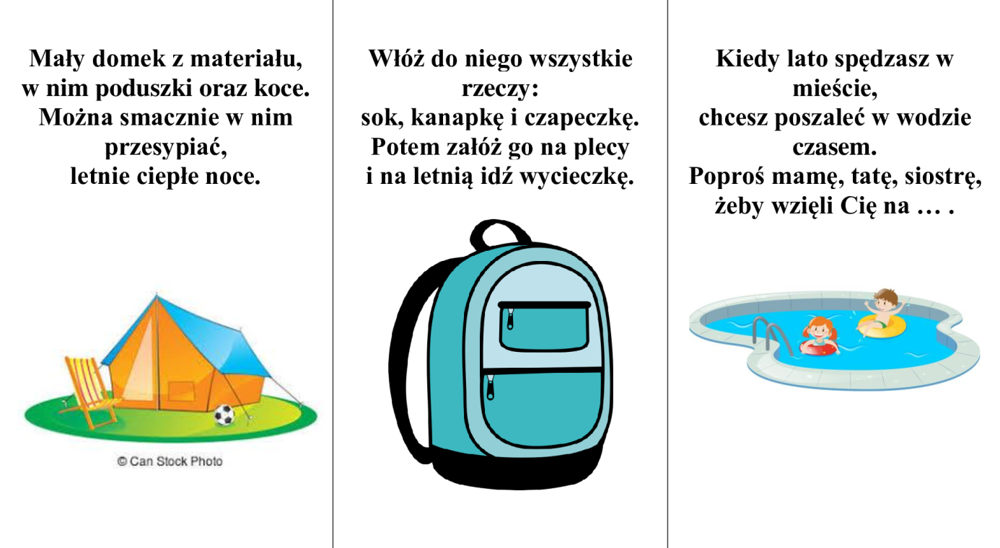 Mały domek z materiału,
w nim poduszki oraz koce.
Można smacznie w nim
przesypiać,
letnie ciepłe noce.
© Can Stock Photo
Włóż do niego wszystkie
rzeczy:
sok, kanapkę i czapeczkę.
Potem załóż go na plecy
i na letnią idź wycieczkę.
Kiedy lato spędzasz w
mieście,
chcesz poszaleć w wodzie
czasem.
Poproś mamę, tatę, siostrę,
żeby wzięli Cię na … .